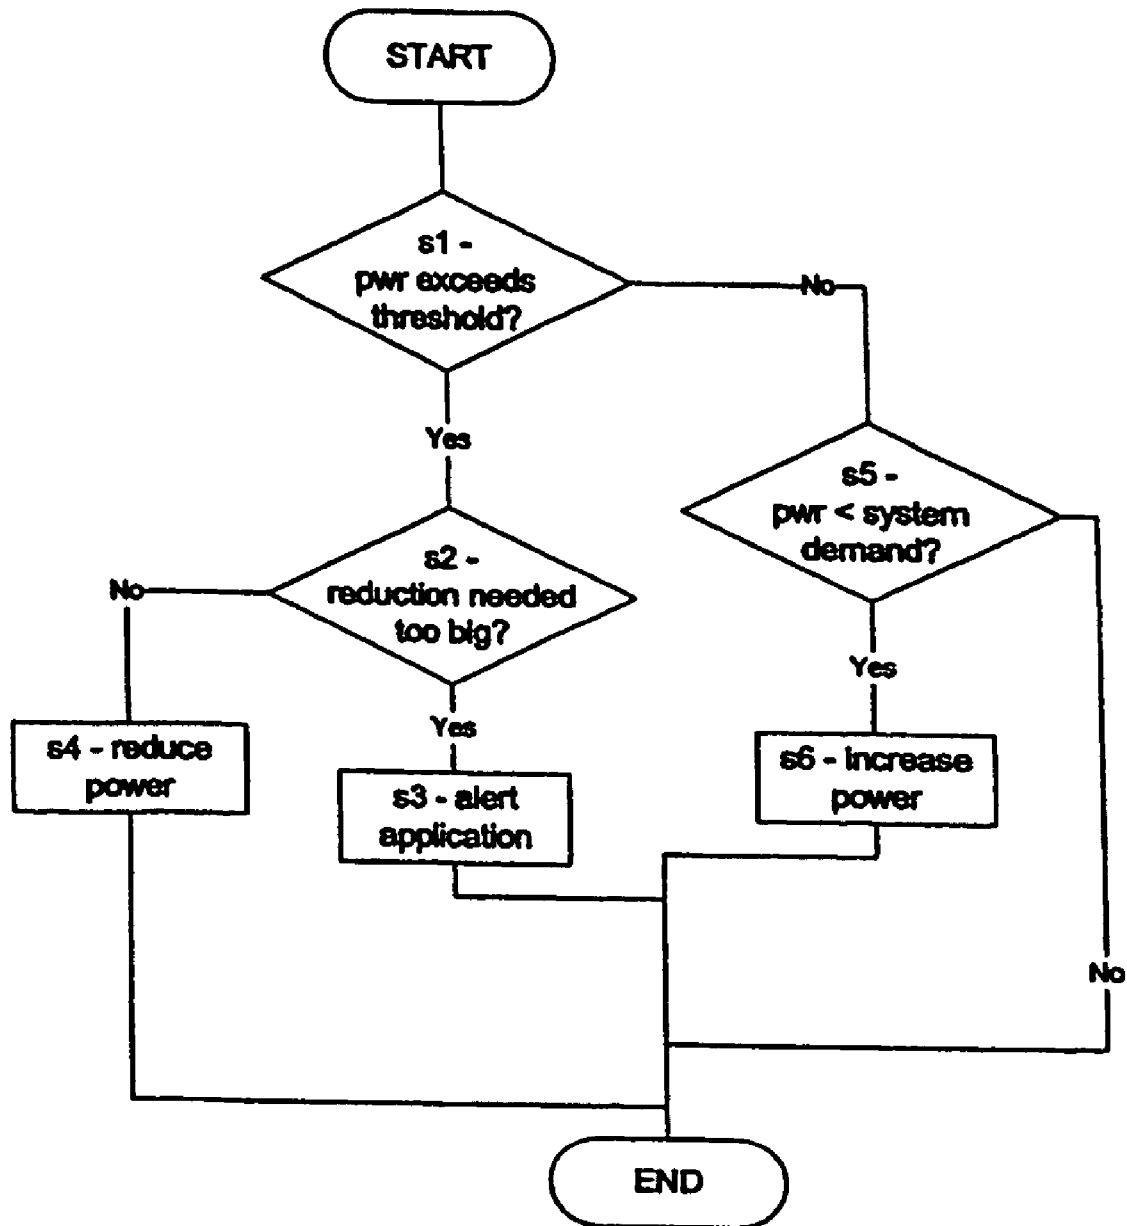 START
s1 -
pwr exceeds
threshold?
No
Yes
s5 -
pwr < system
demand?
s2 -
reduction needed
too big?
No
Yes
Yes
s4 - reduce
power
s3 - alert
application
s6 - increase
power
No
END